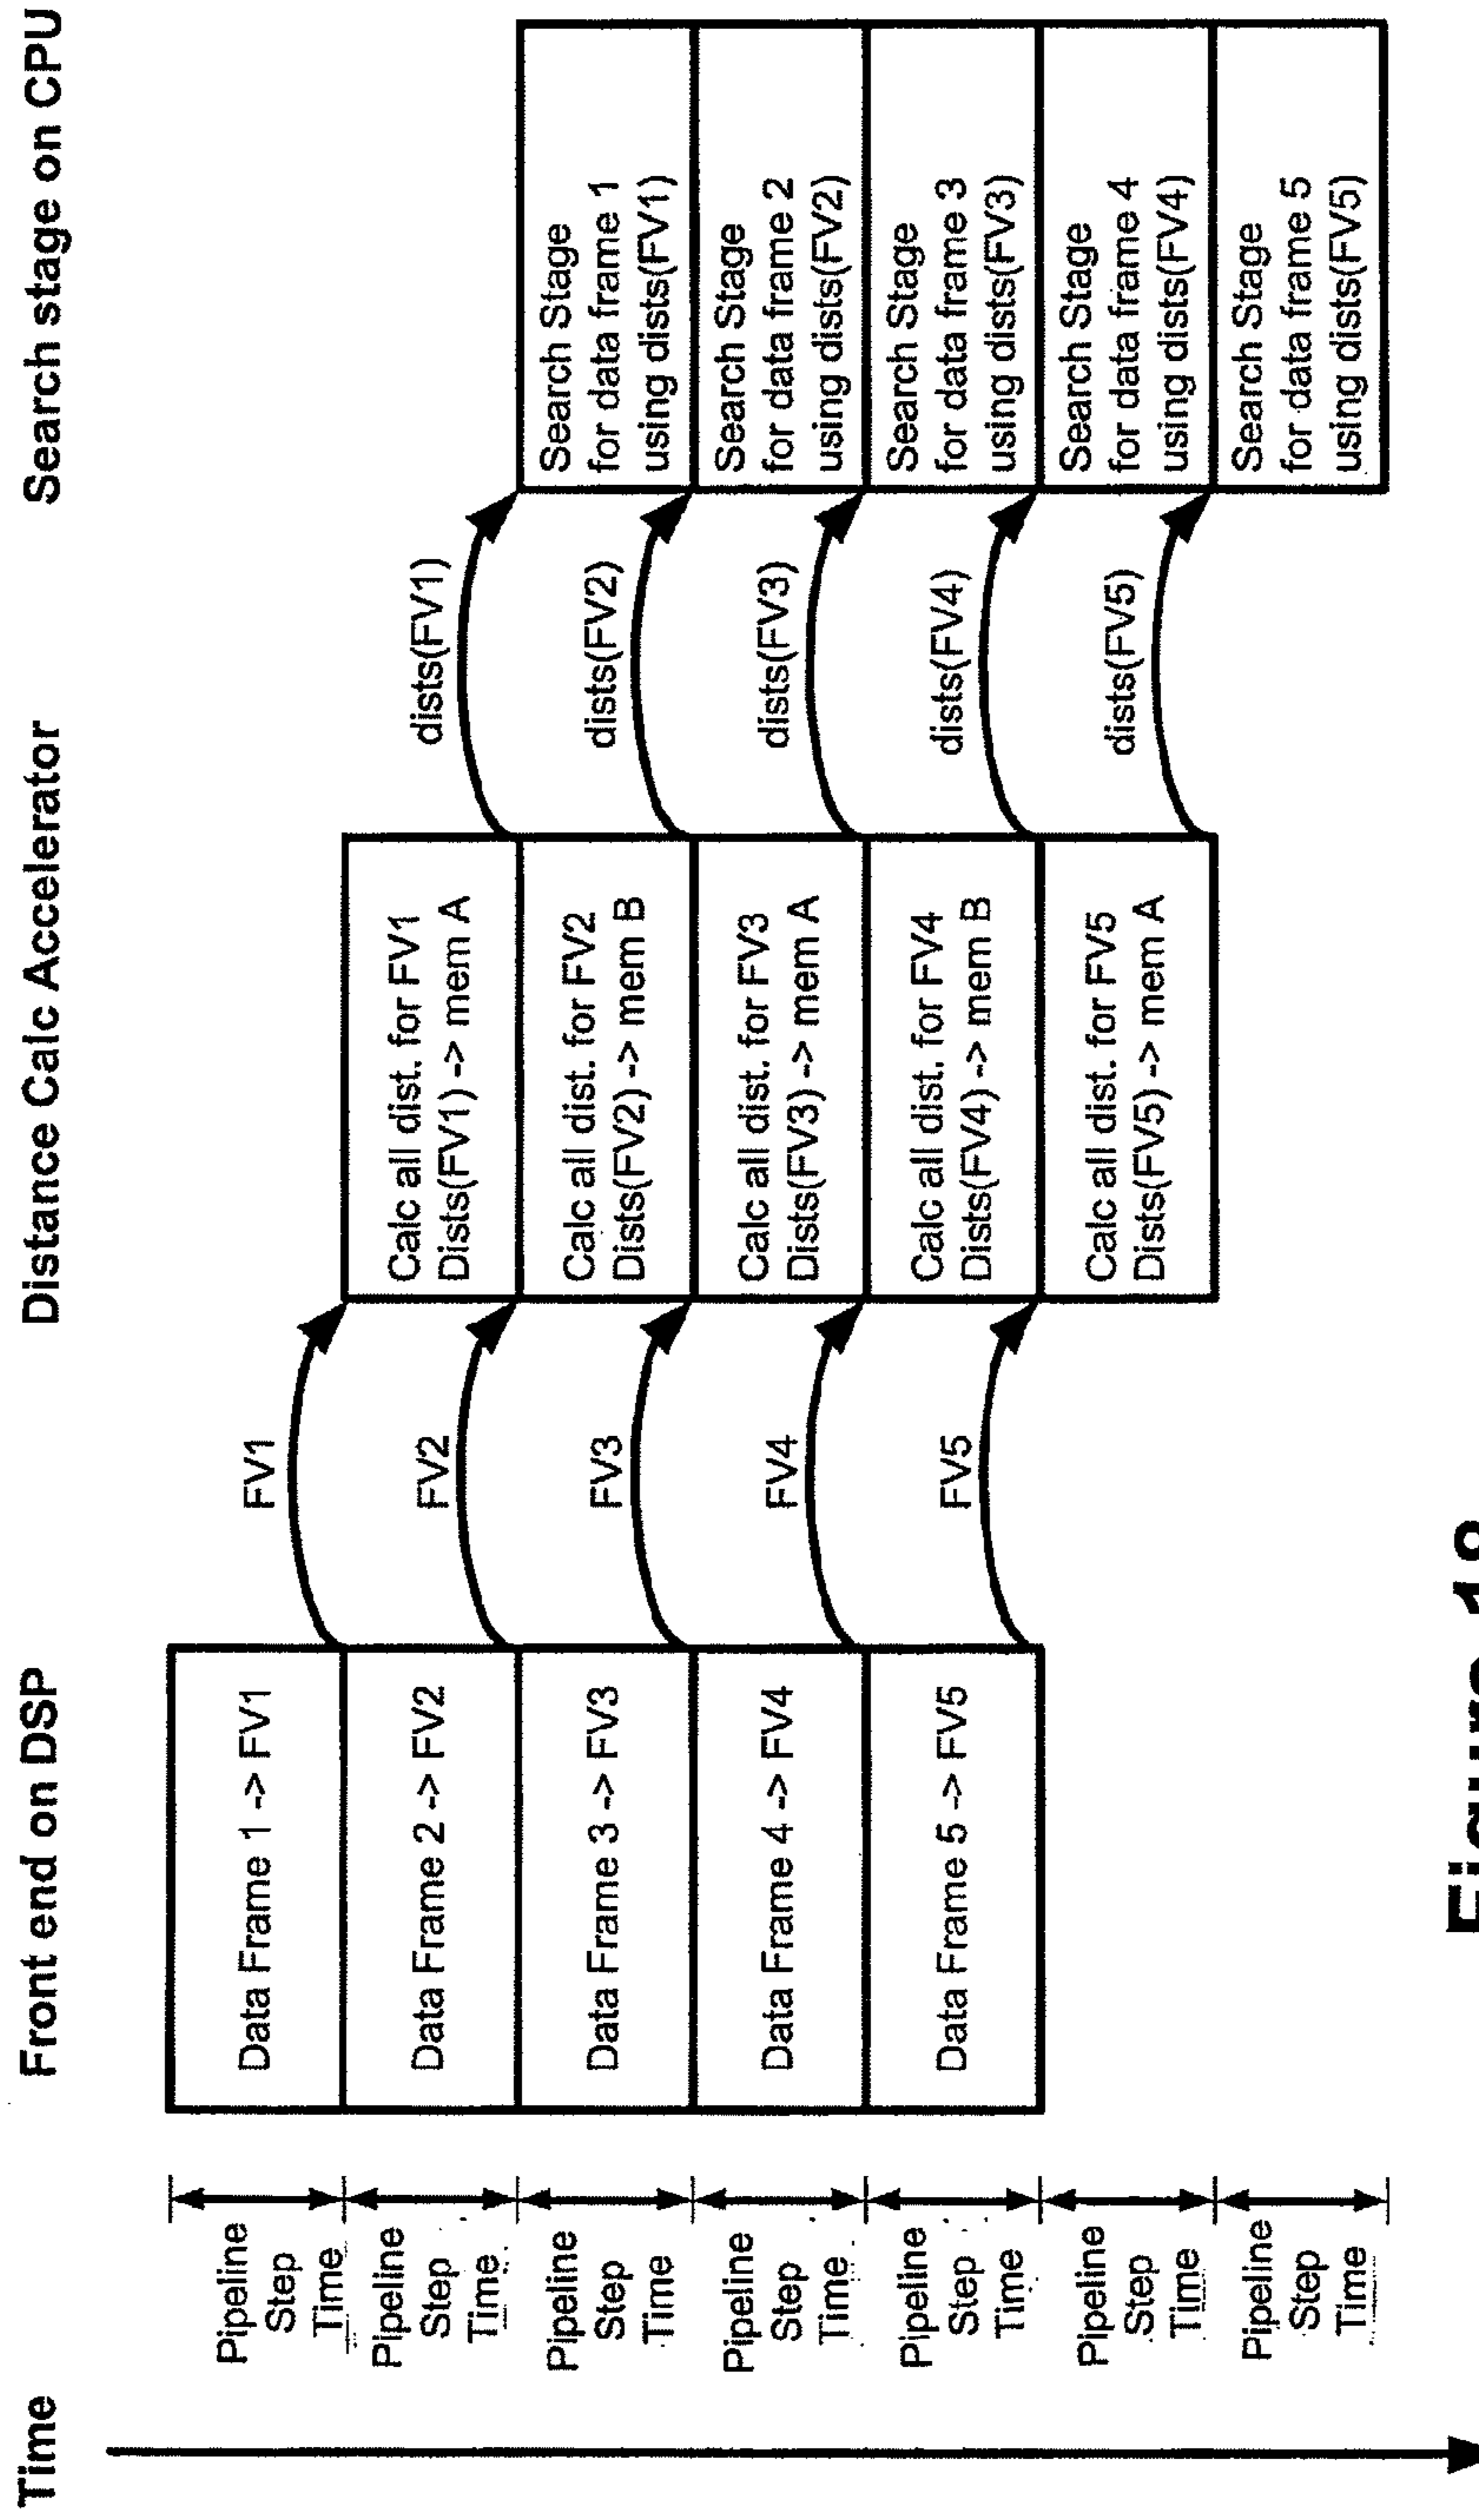 Time
Front end on DSP
Distance Calc Accelerator
Search stage on CPU
Pipeline
Step
Time
Data Frame 1 -> FV1
FV1
Pipeline
Step
Time
Data Frame 2 -> FV2
FV2
Calc all dist. for FV1
Dists(FV1) -> mem A
dists(FV1)
Pipeline
Step
Time
Data Frame 3 -> FV3
FV3
Calc all dist. for FV2
Dists(FV2) -> mem B
dists(FV2)
Search Stage
for data frame 1
using dists(FV1)
Pipeline
Step
Time
Data Frame 4 -> FV4
FV4
Calc all dist. for FV3
Dists(FV3) -> mem A
dists(FV3)
Search Stage
for data frame 2
using dists(FV2)
Pipeline
Step
Time
Data Frame 5 -> FV5
FV5
Calc all dist. for FV4
Dists(FV4) -> mem B
dists(FV4)
Search Stage
for data frame 3
using dists(FV3)
Pipeline
Step
Time
Calc all dist. for FV5
Dists(FV5) -> mem A
dists(FV5)
Search Stage
for data frame 4
using dists(FV4)
Pipeline
Step
Time
Search Stage
for data frame 5
using dists(FV5)
Figure